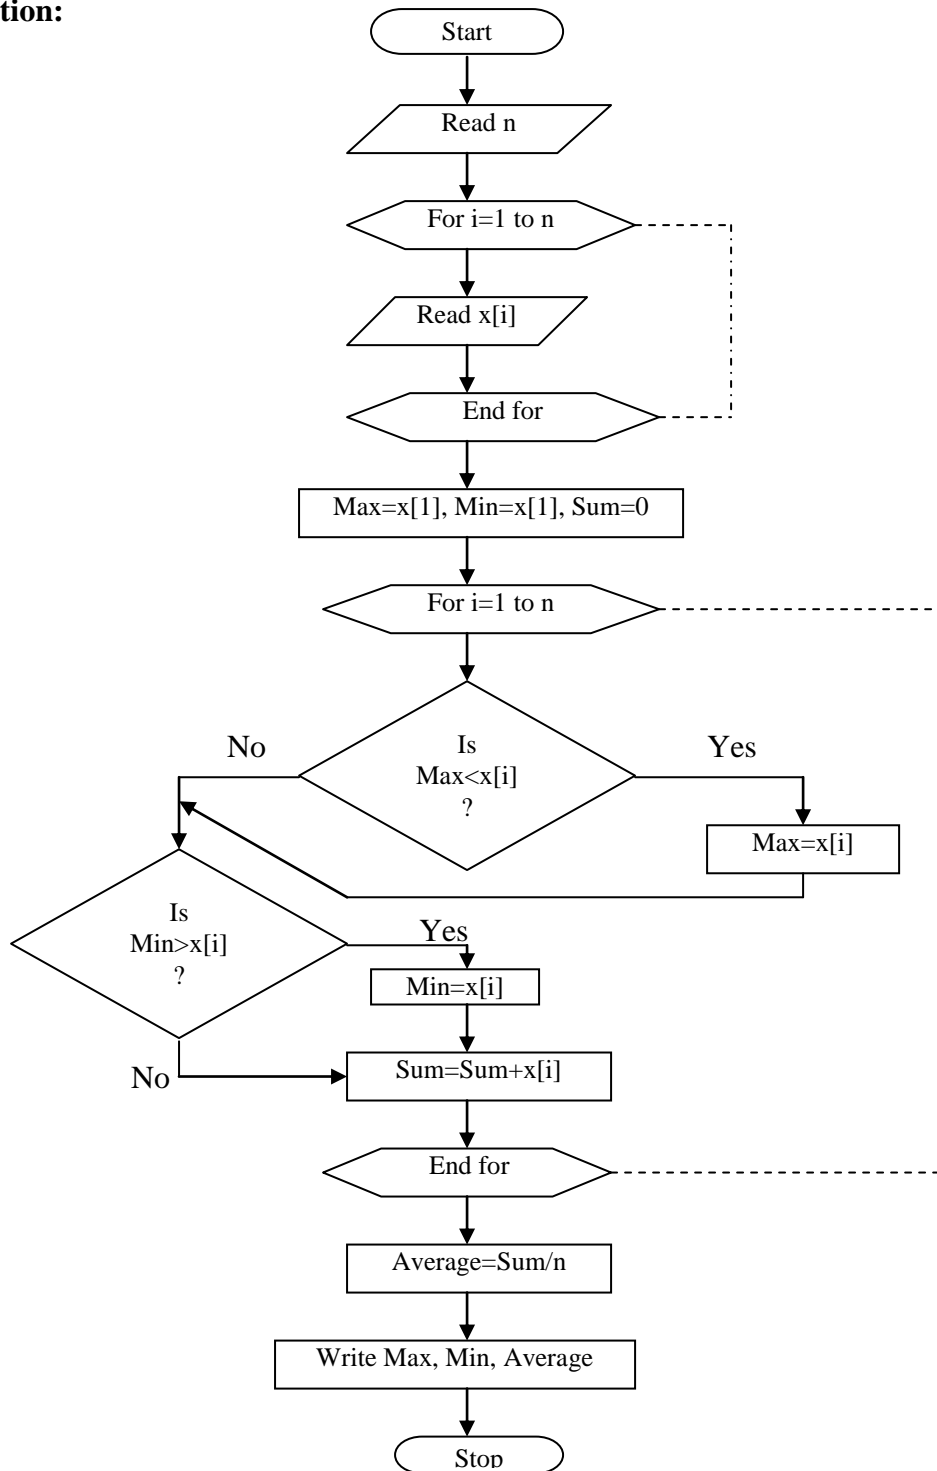 tion:
Start
Read n
For i=1 to n
Read x[i]
End for
Max=x[1], Min=x[1], Sum=0
For i=1 to n
No
Is
Max<x[i]
?
Yes
Max=x[i]
Is
Min>x[i]
?
Yes
Min=x[i]
No
Sum=Sum+x[i]
End for
Average=Sum/n
Write Max, Min, Average
Stop